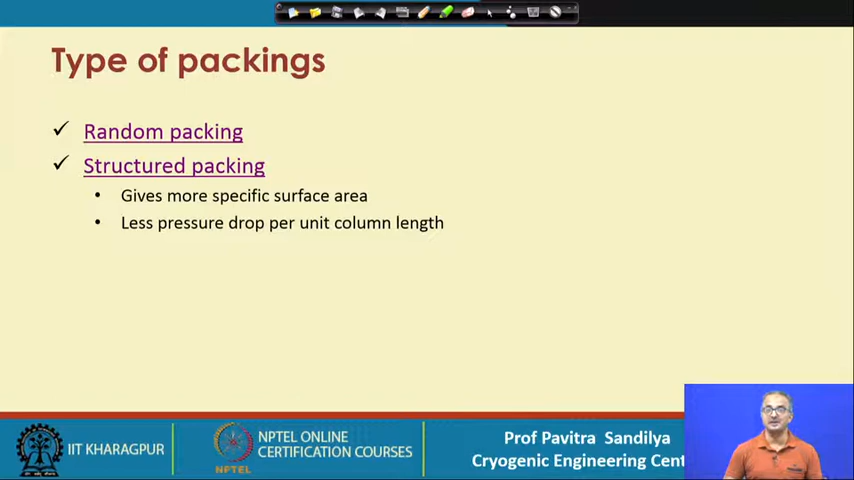 Type of packings
✓ Random packing
✓ Structured packing
• Gives more specific surface area
• Less pressure drop per unit column length
IIT KHARAGPUR
NPTEL
NPTEL ONLINE
CERTIFICATION COURSES
Prof Pavitra Sandilya
Cryogenic Engineering Cent